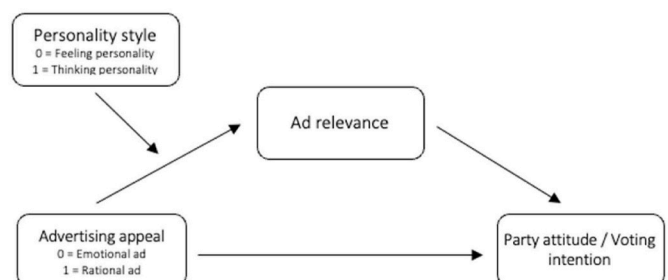 Personality style
0 = Feeling personality
1 = Thinking personality
Ad relevance
Advertising appeal
0 = Emotional ad
1 = Rational ad
Party attitude / Voting
intention